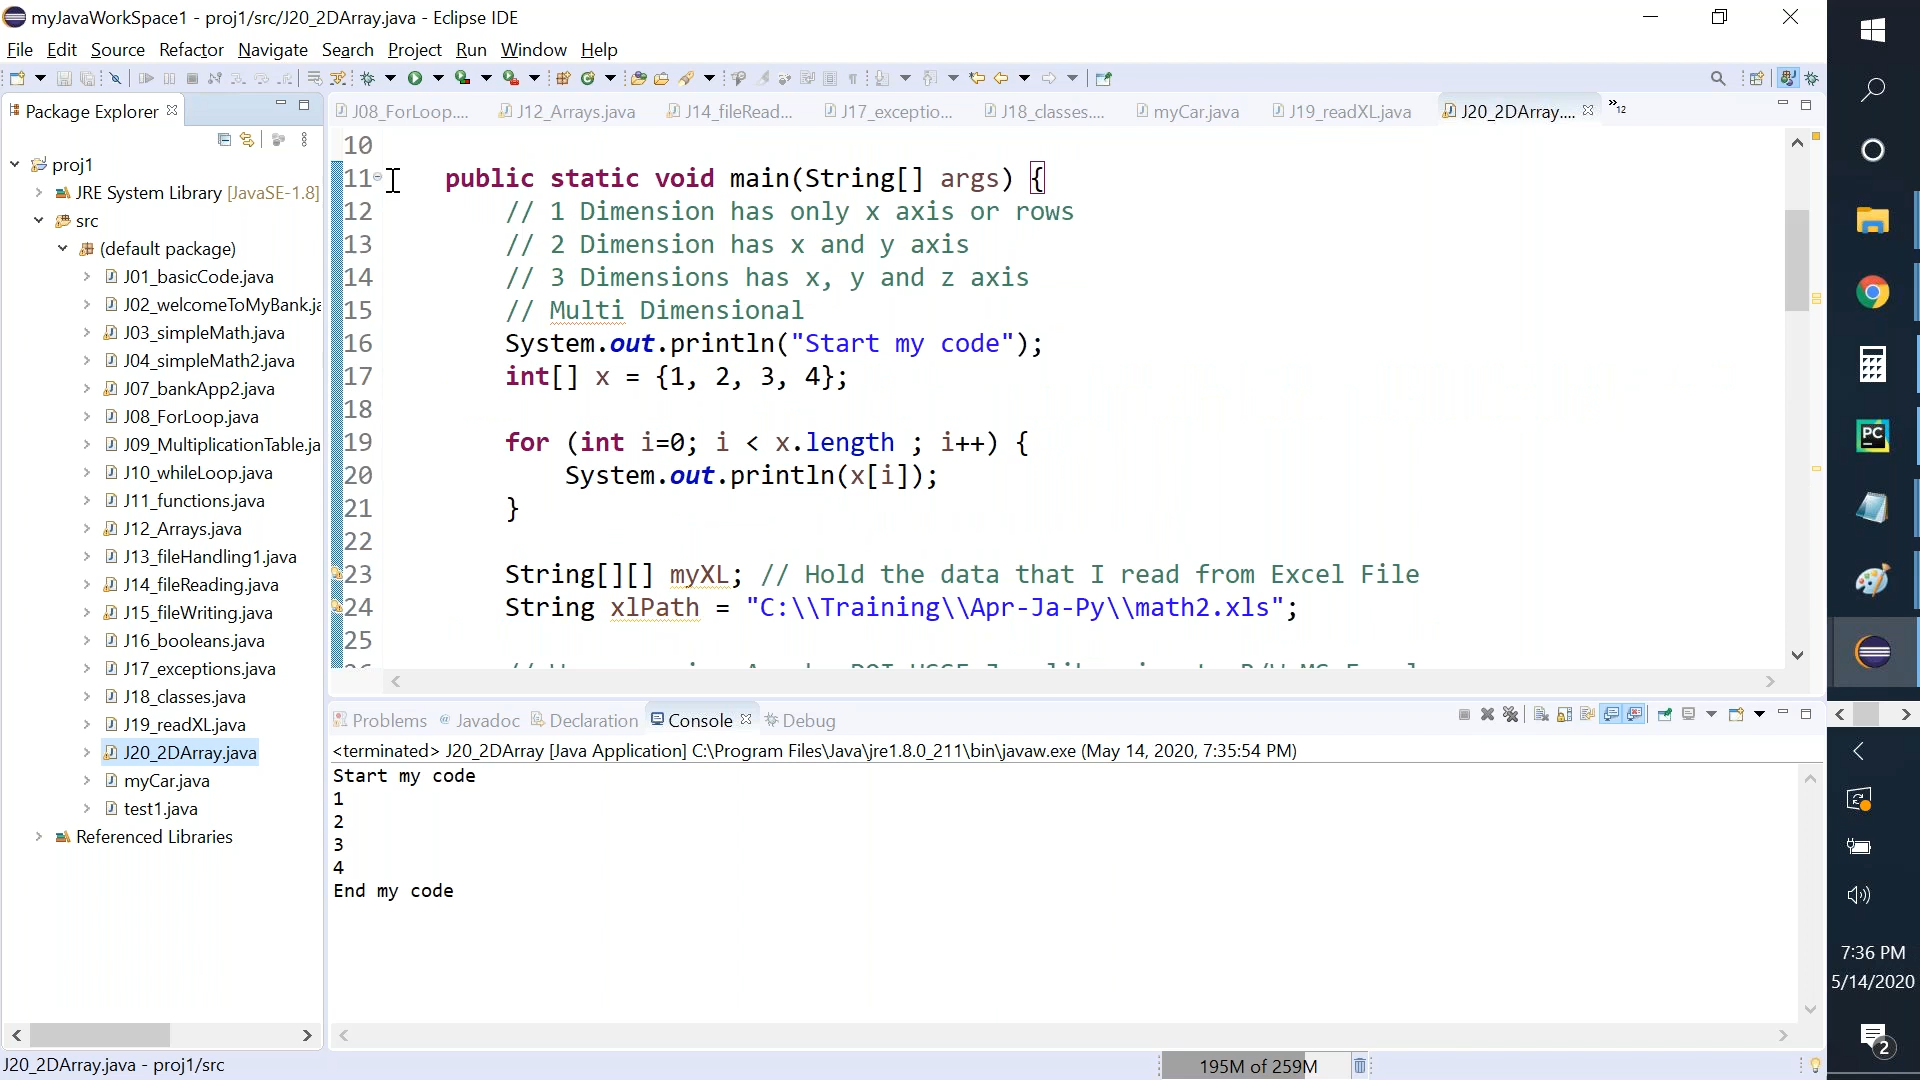 myJavaWorkSpace1 - proj1/src/J20_2DArray.java - Eclipse IDE
File Edit Source Refactor Navigate Search Project Run Window Help
Package Explorer
J08_ForLoop....
J12_Arrays.java
J14_fileRead...
J17_exceptio...
J18_classes....
myCar.java
J19_readXL.java
J20_2DArray....
»12
proj1
JRE System Library [JavaSE-1.8]
src
(default package)
J01_basicCode.java
J02_welcomeToMyBank.ja
J03_simpleMath.java
J04_simpleMath2.java
J07_bankApp2.java
J08_ForLoop.java
J09_MultiplicationTable.ja
J10_whileLoop.java
J11_functions.java
J12_Arrays.java
J13_fileHandling1.java
J14_fileReading.java
J15_fileWriting.java
J16_booleans.java
J17_exceptions.java
J18_classes.java
J19_readXL.java
J20_2DArray.java
myCar.java
test1.java
Referenced Libraries
10
11 public static void main(String[] args) {
12 // 1 Dimension has only x axis or rows
13 // 2 Dimension has x and y axis
14 // 3 Dimensions has x, y and z axis
15 // Multi Dimensional
16 System.out.println("Start my code");
17 int[] x = {1, 2, 3, 4};
18
19 for (int i=0; i < x.length ; i++) {
20 System.out.println(x[i]);
21 }
22
23 String[][] myXL; // Hold the data that I read from Excel File
24 String xlPath = "C:\\Training\\Apr-Ja-Py\\math2.xls";
25
Problems
Javadoc
Declaration
Console
Debug
<terminated> J20_2DArray [Java Application] C:\Program Files\Java\jre1.8.0_211\bin\javaw.exe (May 14, 2020, 7:35:54 PM)
Start my code
1
2
3
4
End my code
J20_2DArray.java - proj1/src
195M of 259M
PC
7:36 PM
5/14/2020
2